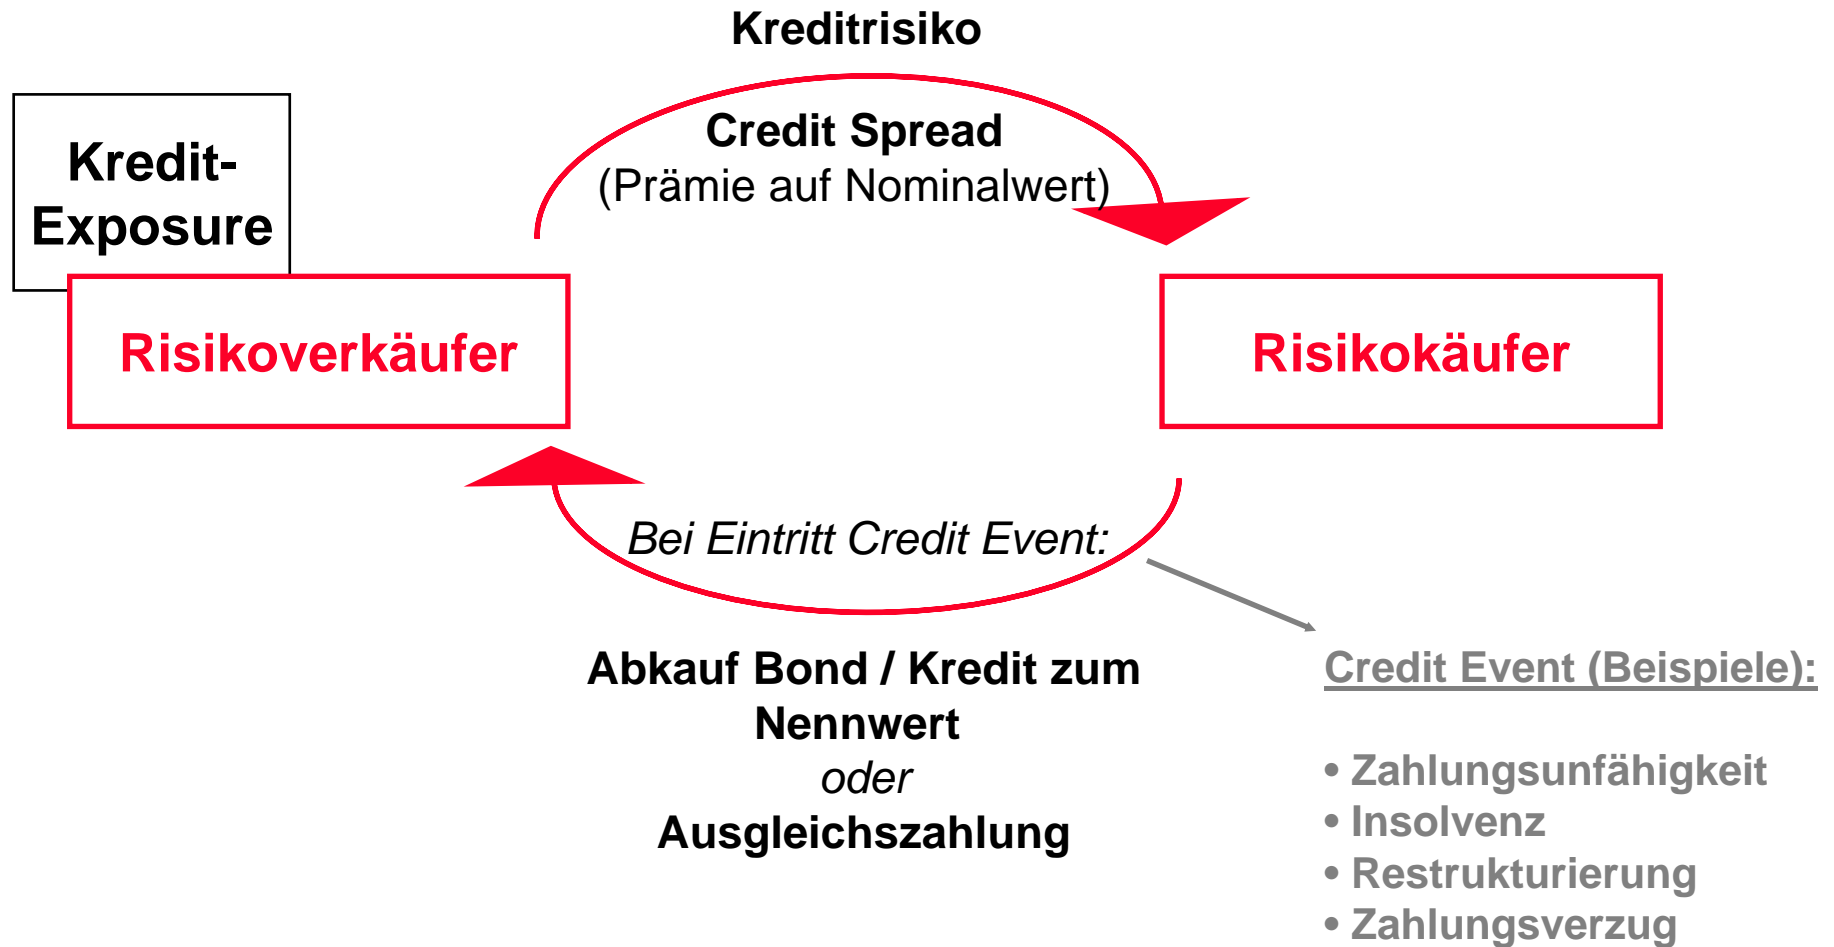 Kreditrisiko
Credit Spread
(Prämie auf Nominalwert)
Kredit-
Exposure
Risikoverkäufer
Risikokäufer
Bei Eintritt Credit Event:
Abkauf Bond / Kredit zum
Nennwert
oder
Ausgleichszahlung
Credit Event (Beispiele):
• Zahlungsunfähigkeit
• Insolvenz
• Restrukturierung
• Zahlungsverzug